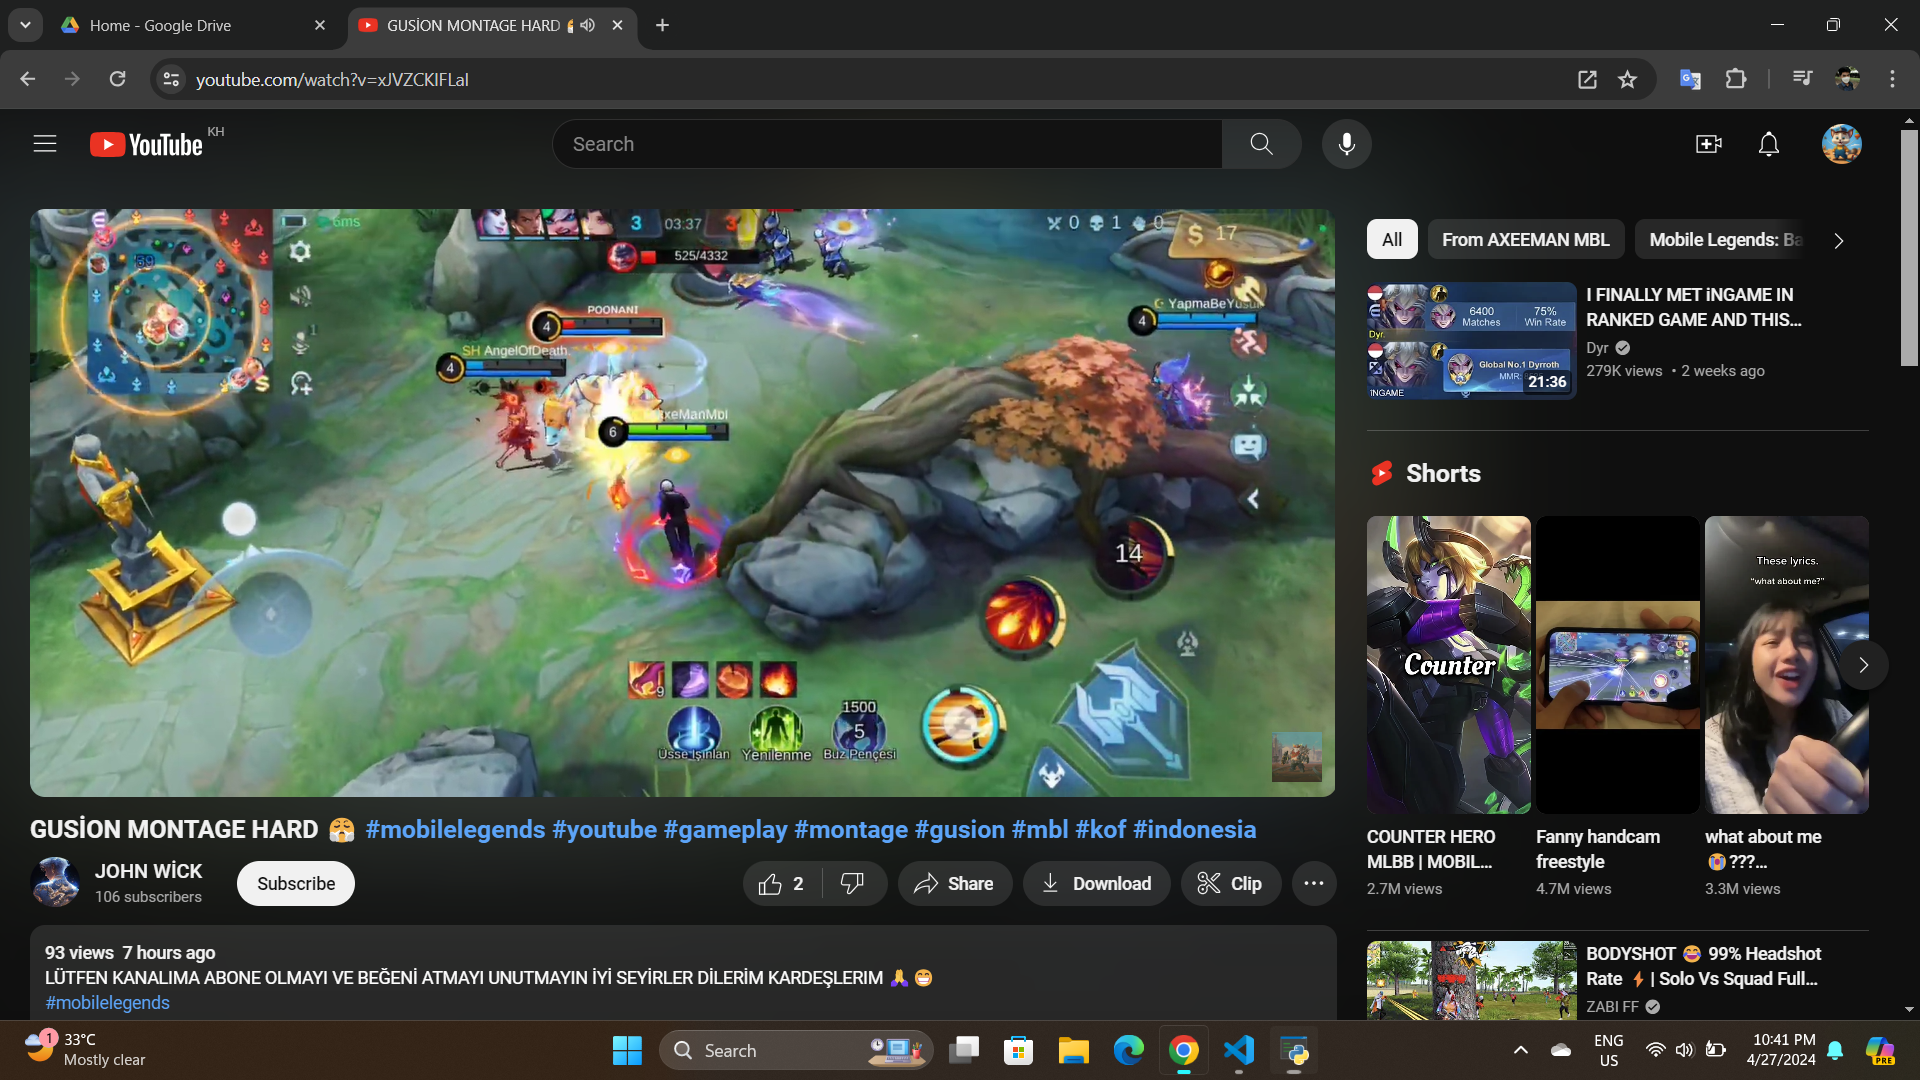 Home - Google Drive
GUSİON MONTAGE HARD
youtube.com/watch?v=xJVZCKIFLaI
YouTube KH
Search
6ms
3 03:37 3
0 1 0
$ 17
525/4332
39
POONANI
4
SH AngelOfDeath.
4
YapmaBeYusuf
4
xeManMbl
6
1
14
9
1500
5
Üsse Işınlan Yenilenme Buz Pençesi
All
From AXEEMAN MBL
Mobile Legends: Ba
6400 Matches
75% Win Rate
Dyr.
Global No.1 Dyrroth
MMR:
21:36
INGAME
I FINALLY MET iNGAME IN
RANKED GAME AND THIS...
Dyr
279K views • 2 weeks ago
Shorts
Counter
These lyrics.
"what about me?"
COUNTER HERO
MLBB | MOBIL...
2.7M views
Fanny handcam
freestyle
4.7M views
what about me
😭???...
3.3M views
BODYSHOT 😂 99% Headshot
Rate ⚡| Solo Vs Squad Full...
ZABI FF
GUSİON MONTAGE HARD 😤 #mobilelegends #youtube #gameplay #montage #gusion #mbl #kof #indonesia
JOHN WİCK
106 subscribers
Subscribe
2
Share
Download
Clip
93 views 7 hours ago
LÜTFEN KANALIMA ABONE OLMAYI VE BEĞENİ ATMAYI UNUTMAYIN İYİ SEYİRLER DİLERİM KARDEŞLERIM 🙏 😁
#mobilelegends
1
33°C
Mostly clear
Search
ENG
US
10:41 PM
4/27/2024
PRE